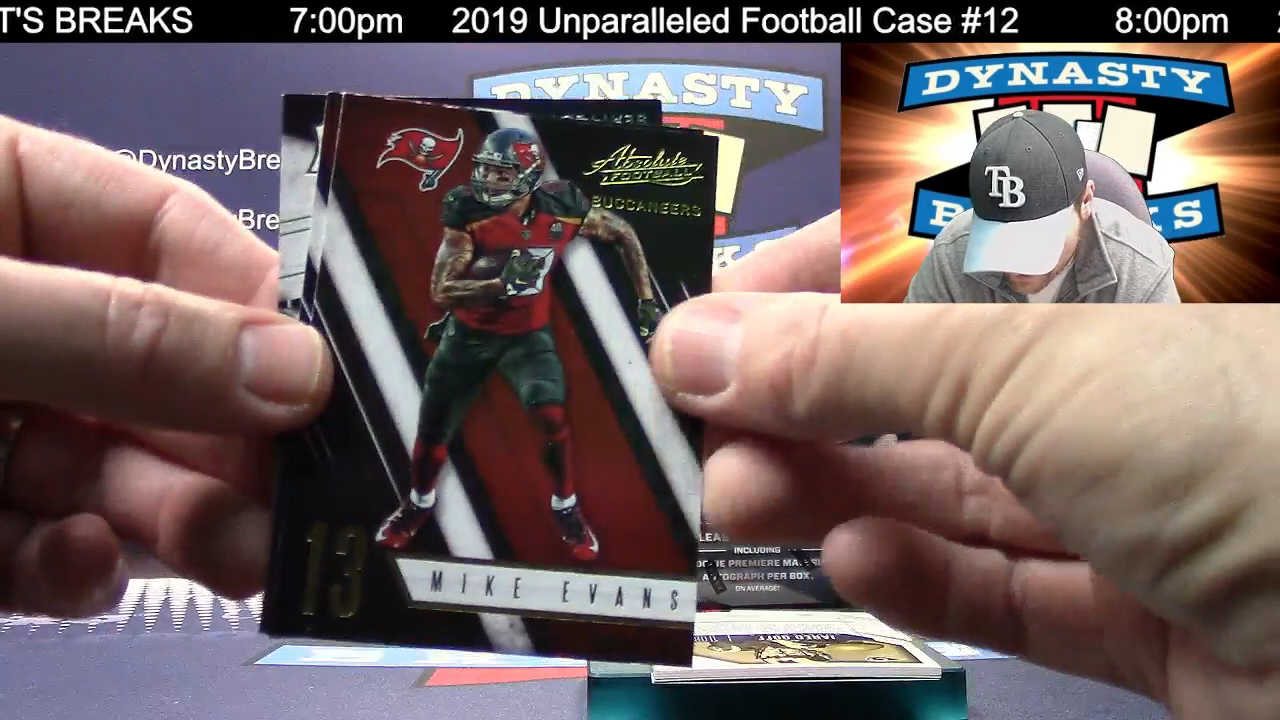 T'S BREAKS 7:00pm 2019 Unparalleled Football Case #12 8:00pm
DYNASTY
DYNASTY
TB
@DynastyBre
Absolute
FOOTBALL
BUCCANEERS
13
MIKE EVANS
INCLUDING
AUTOGRAPH PER BOX,
ON AVERAGE!
JARED GOFF